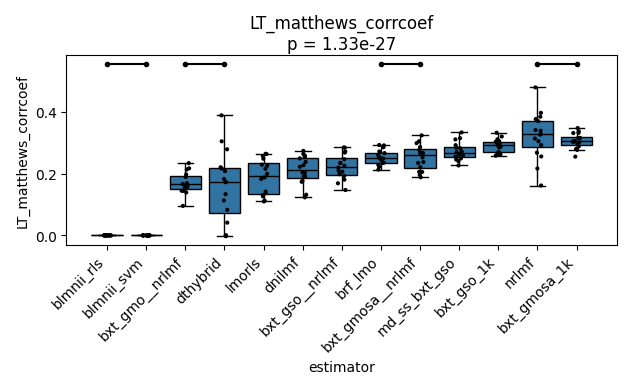 LT_matthews_corrcoef
p = 1.33e-27
LT_matthews_corrcoef
0.4
0.2
0.0
blmnii_rls
blmnii_svm
bxt_gmo__nrlmf
dthybrid
lmorls
dnilmf
bxt_gso__nrlmf
brf_lmo
bxt_gmosa__nrlmf
md_ss_bxt_gso
bxt_gso_1k
nrlmf
bxt_gmosa_1k
estimator